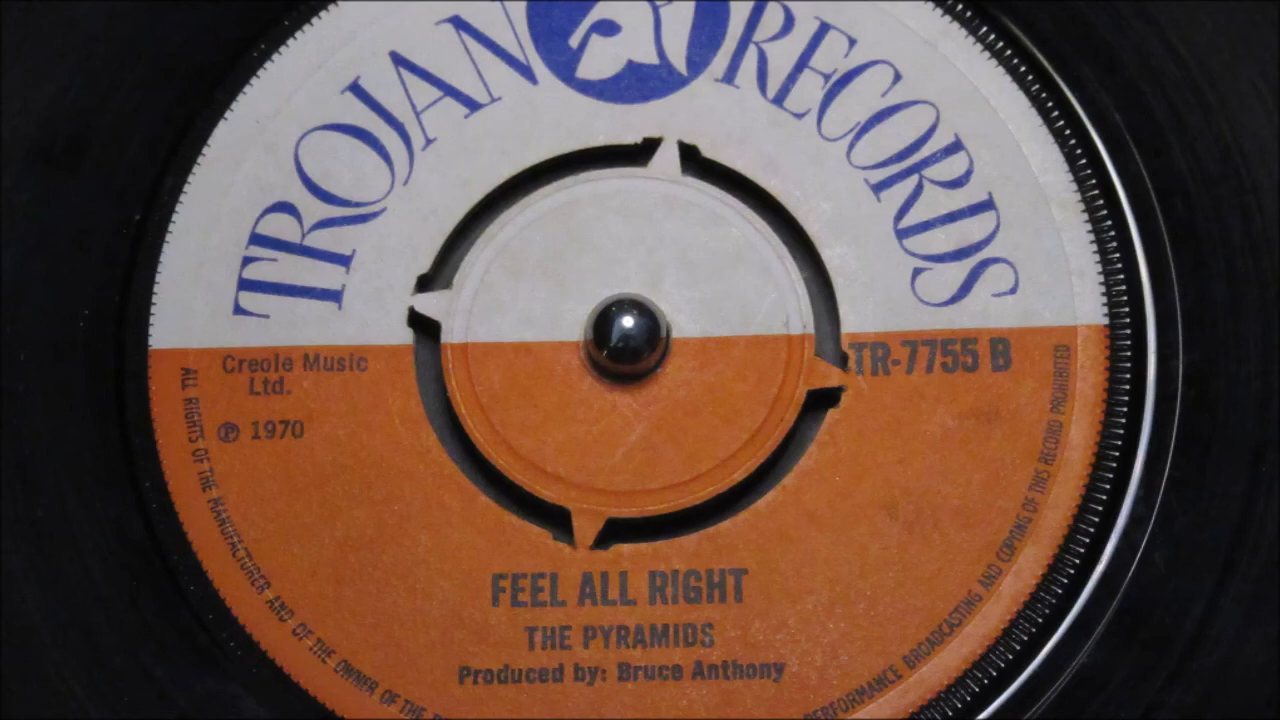 TROJAN RECORDS
Creole Music
Ltd.
℗ 1970
TR-7755 B
FEEL ALL RIGHT
THE PYRAMIDS
Produced by: Bruce Anthony
ALL RIGHTS OF THE MANUFACTURER AND OF THE OWNER OF THE
PERFORMANCE BROADCASTING AND COPYING OF THIS RECORD PROHIBITED